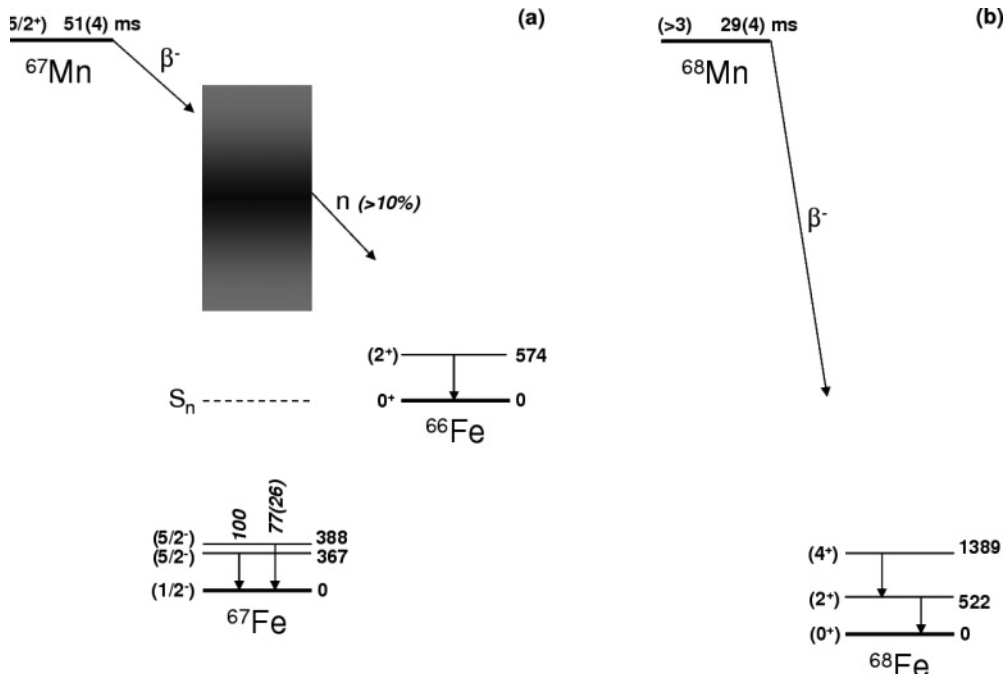 5/2⁺) 51(4) ms
(a)
⁶⁷Mn
β⁻
n (>10%)
(2⁺) 574
Sₙ
0⁺ 0
⁶⁶Fe
100
77(26)
(5/2⁻) 388
(5/2⁻) 367
(1/2⁻) 0
⁶⁷Fe
(b)
(>3) 29(4) ms
⁶⁸Mn
β⁻
(4⁺) 1389
(2⁺) 522
(0⁺) 0
⁶⁸Fe